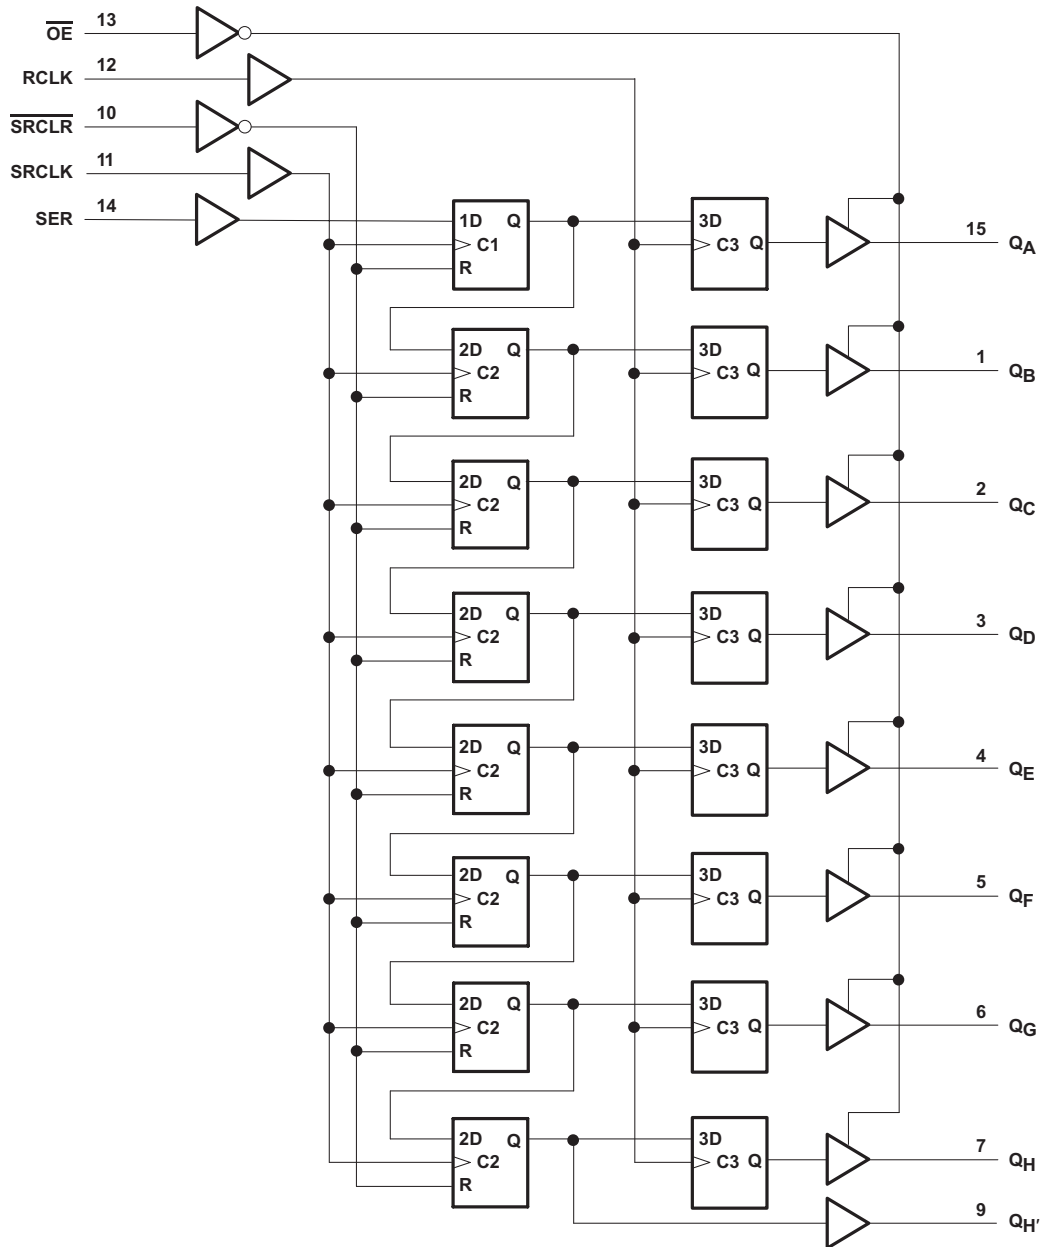 OE 13
RCLK 12
SRCLR 10
SRCLK 11
SER 14
1D Q 3D
C1 C3 Q 15 QA
R
2D Q 3D
C2 C3 Q 1 QB
R
2D Q 3D
C2 C3 Q 2 QC
R
2D Q 3D
C2 C3 Q 3 QD
R
2D Q 3D
C2 C3 Q 4 QE
R
2D Q 3D
C2 C3 Q 5 QF
R
2D Q 3D
C2 C3 Q 6 QG
R
2D Q 3D
C2 C3 Q 7 QH
R
9 QH′